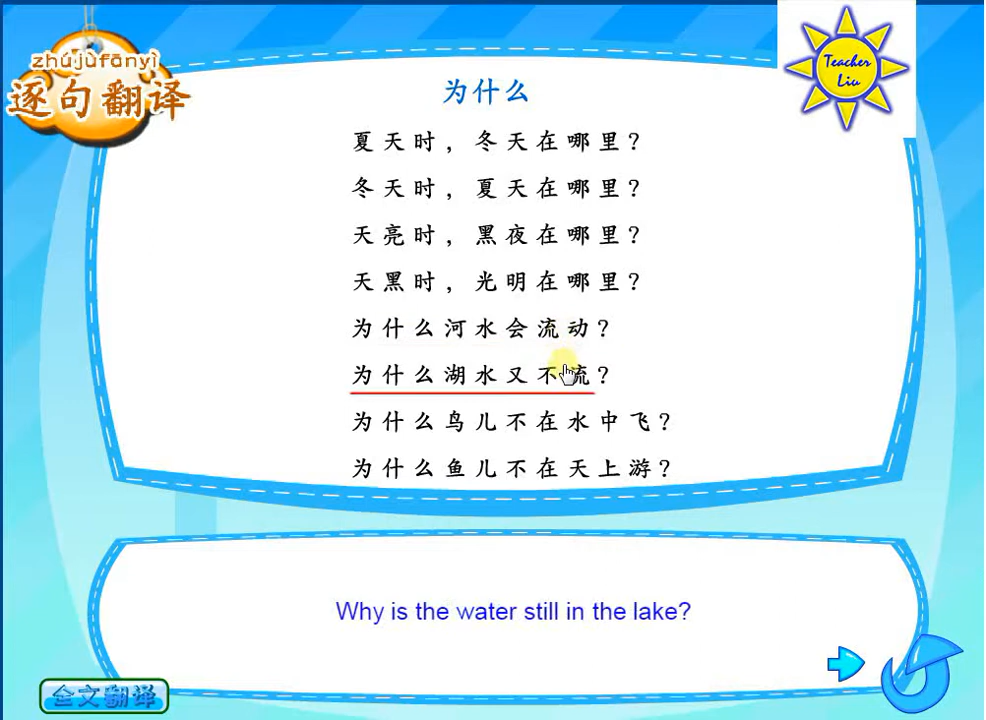 zhújùfānyì
逐句翻译
Teacher
Liu
为什么
夏天时，冬天在哪里？
冬天时，夏天在哪里？
天亮时，黑夜在哪里？
天黑时，光明在哪里？
为什么河水会流动？
为什么湖水又不流？
为什么鸟儿不在水中飞？
为什么鱼儿不在天上游？
Why is the water still in the lake?
全文翻译